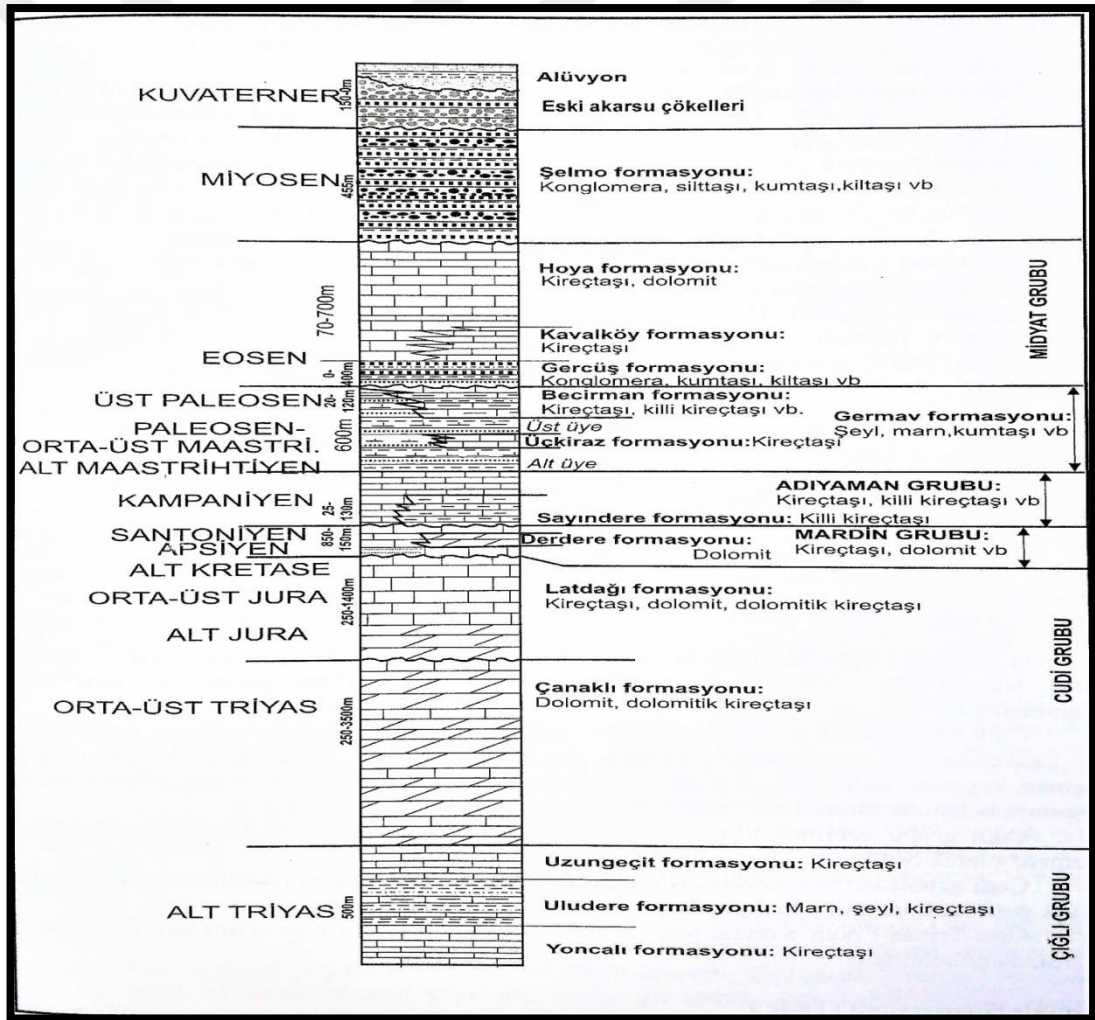 KUVATERNER
150-0m
Alüvyon
Eski akarsu çökelleri
MİYOSEN
455m
Şelmo formasyonu:
Konglomera, silttaşı, kumtaşı,kiltaşı vb
Hoya formasyonu:
Kireçtaşı, dolomit
70-700m
Kavalköy formasyonu:
Kireçtaşı
EOSEN
0-
400m
Gercüş formasyonu:
Konglomera, kumtaşı, kiltaşı vb
MİDYAT GRUBU
ÜST PALEOSEN
20-
120m
Becirman formasyonu:
Kireçtaşı, killi kireçtaşı vb.
PALEOSEN-
ORTA-ÜST MAASTRİ.
600m
Üst üye
Germav formasyonu:
Şeyl, marn,kumtaşı vb
Üçkiraz formasyonu:Kireçtaşı
ALT MAASTRİHTİYEN
Alt üye
KAMPANİYEN
25-
130m
ADIYAMAN GRUBU:
Kireçtaşı, killi kireçtaşı vb
Sayındere formasyonu: Killi kireçtaşı
SANTONİYEN
APSİYEN
850-
150m
Derdere formasyonu:
Dolomit
MARDİN GRUBU:
Kireçtaşı, dolomit vb
ALT KRETASE
ORTA-ÜST JURA
250-1400m
Latdağı formasyonu:
Kireçtaşı, dolomit, dolomitik kireçtaşı
ALT JURA
ORTA-ÜST TRİYAS
250-3500m
Çanaklı formasyonu:
Dolomit, dolomitik kireçtaşı
CUDİ GRUBU
ALT TRİYAS
500m
Uzungeçit formasyonu: Kireçtaşı
Uludere formasyonu: Marn, şeyl, kireçtaşı
Yoncalı formasyonu: Kireçtaşı
ÇIĞLI GRUBU